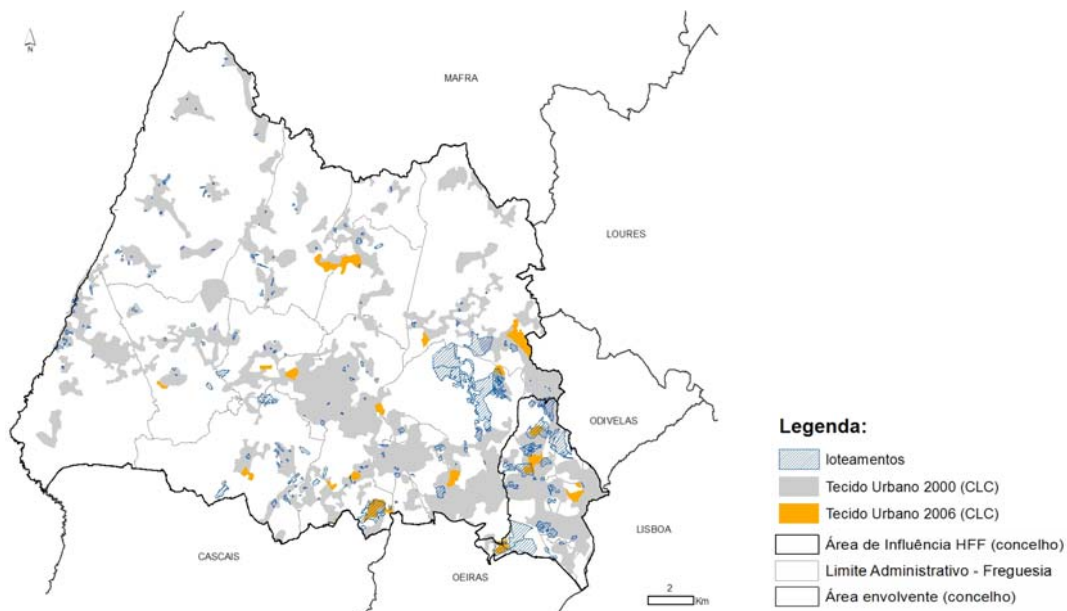 N
MAFRA
LOURES
ODIVELAS
LISBOA
CASCAIS
OEIRAS
2
Km
Legenda:
loteamentos
Tecido Urbano 2000 (CLC)
Tecido Urbano 2006 (CLC)
Área de Influência HFF (concelho)
Limite Administrativo - Freguesia
Área envolvente (concelho)